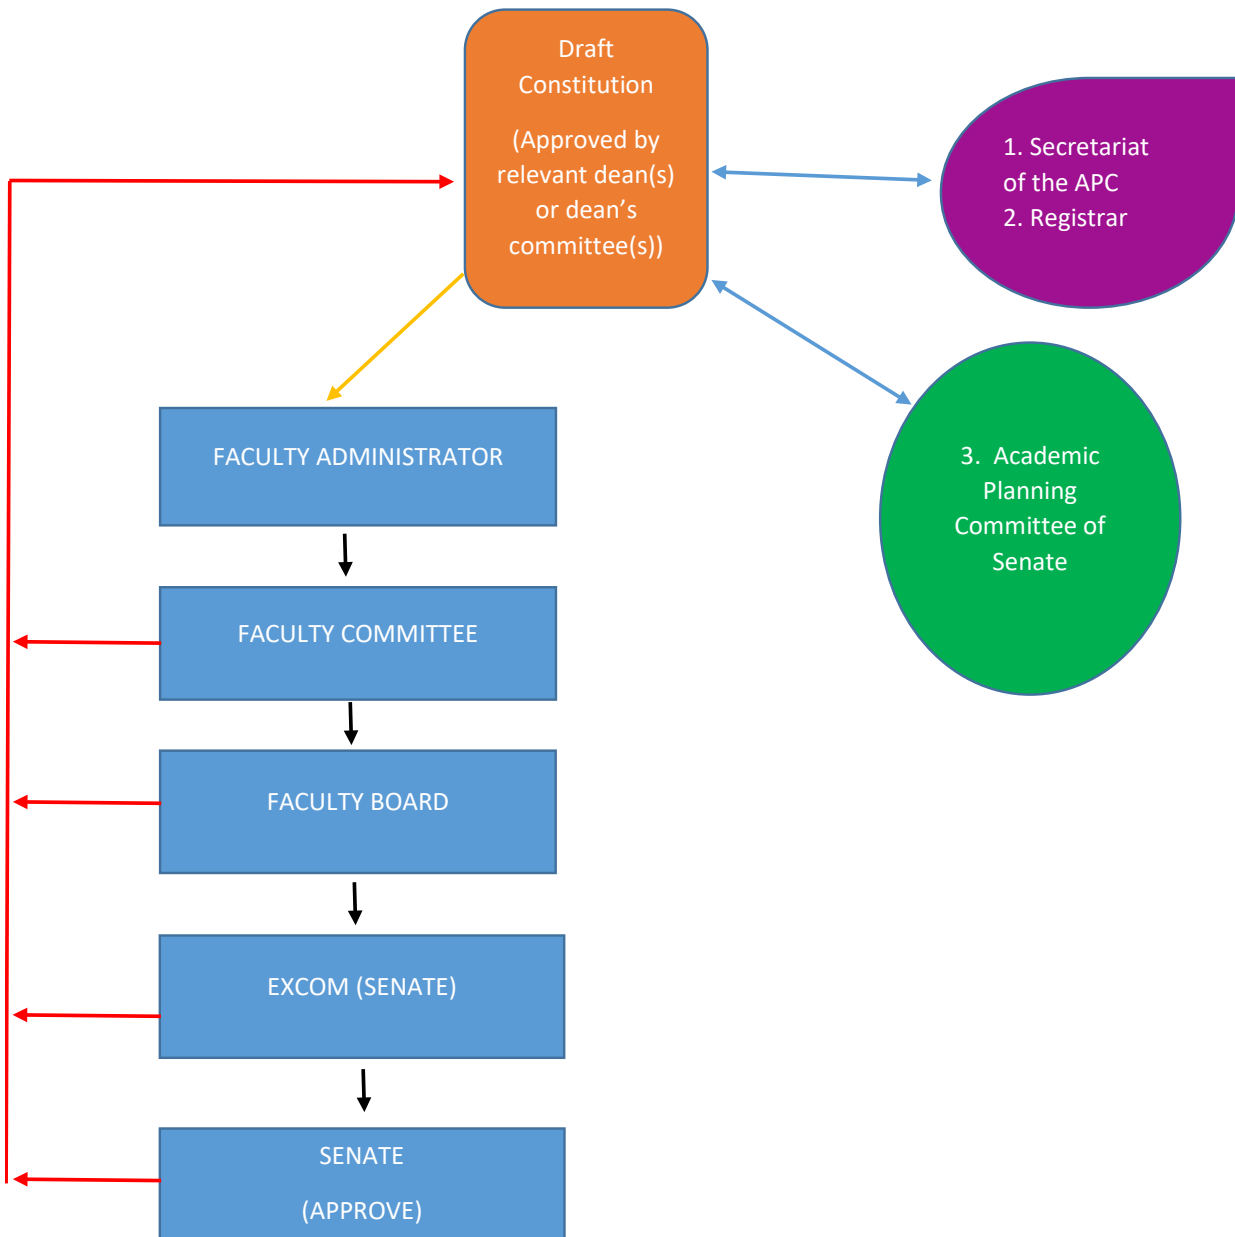 Draft
Constitution
(Approved by
relevant dean(s)
or dean’s
committee(s))
1. Secretariat
of the APC
2. Registrar
3. Academic
Planning
Committee of
Senate
FACULTY ADMINISTRATOR
FACULTY COMMITTEE
FACULTY BOARD
EXCOM (SENATE)
SENATE
(APPROVE)